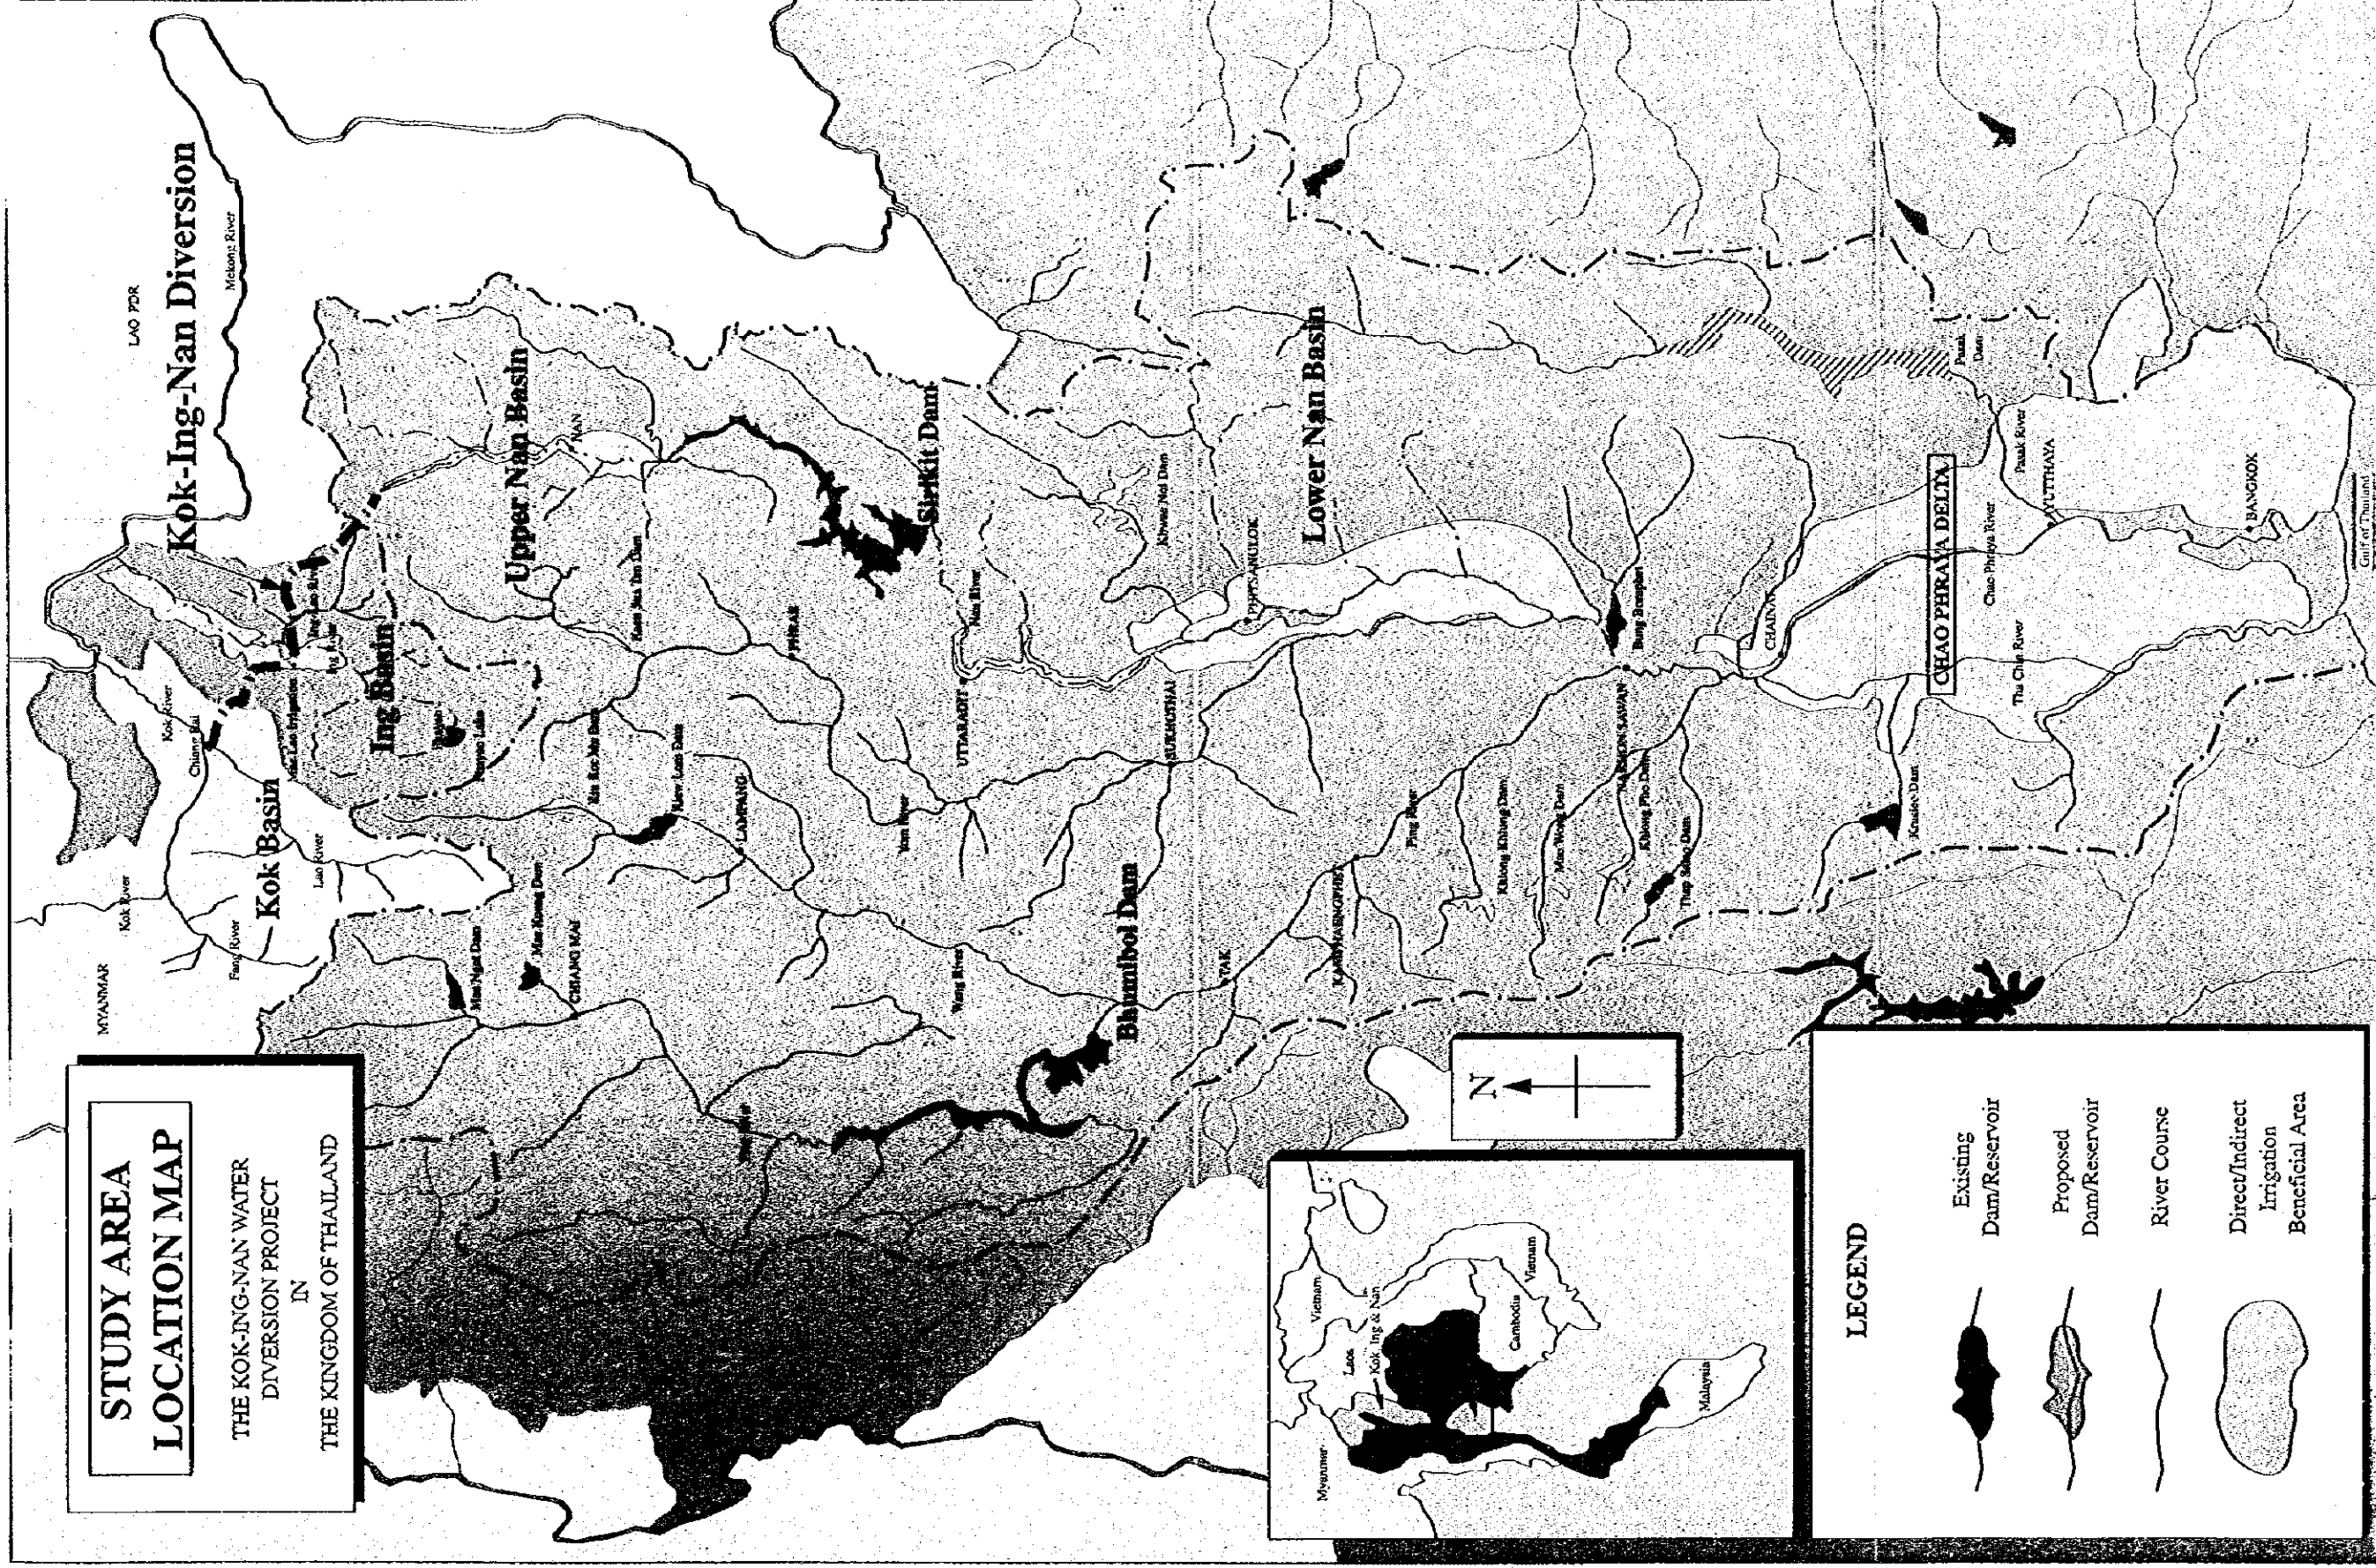 STUDY AREA
LOCATION MAP
THE KOK-ING-NAN WATER
DIVERSION PROJECT
IN
THE KINGDOM OF THAILAND
MYANMAR
LAO PDR
Kok-Ing-Nan Diversion
Mekong River
Kok River
Kok River
Chiang Rai
Fang River
Kok Basin
Lao River
Ing Basin
Upper Nan Basin
NAN
Mae Ngat Dam
Mae Kuang Dam
CHIANG MAI
Kiew Lom Dam
LAMPANG
PHRAE
Sirikit Dam
Yom River
UTTARADIT
Nan River
Wang River
Bhumibol Dam
TAK
SUKHOTHAI
Khwae Noi Dam
PHITSANULOK
Lower Nan Basin
KAMPHAENGPHET
Ping River
Khlong Khlung Dam
Mae Wong Dam
NAKHON SAWAN
Khlong Pho Dam
Thap Salao Dam
Bung Boraphet
CHAINAT
Krasieo Dam
CHAO PHRAYA DELTA
Tha Chin River
Chao Phraya River
Pasak
Dam
Pasak River
AYUTTHAYA
BANGKOK
Gulf of Thailand
N
Myanmar
Laos
Vietnam
Kok Ing & Nan
Cambodia
Vietnam
Malaysia
LEGEND
Existing
Dam/Reservoir
Proposed
Dam/Reservoir
River Course
Direct/Indirect
Irrigation
Beneficial Area